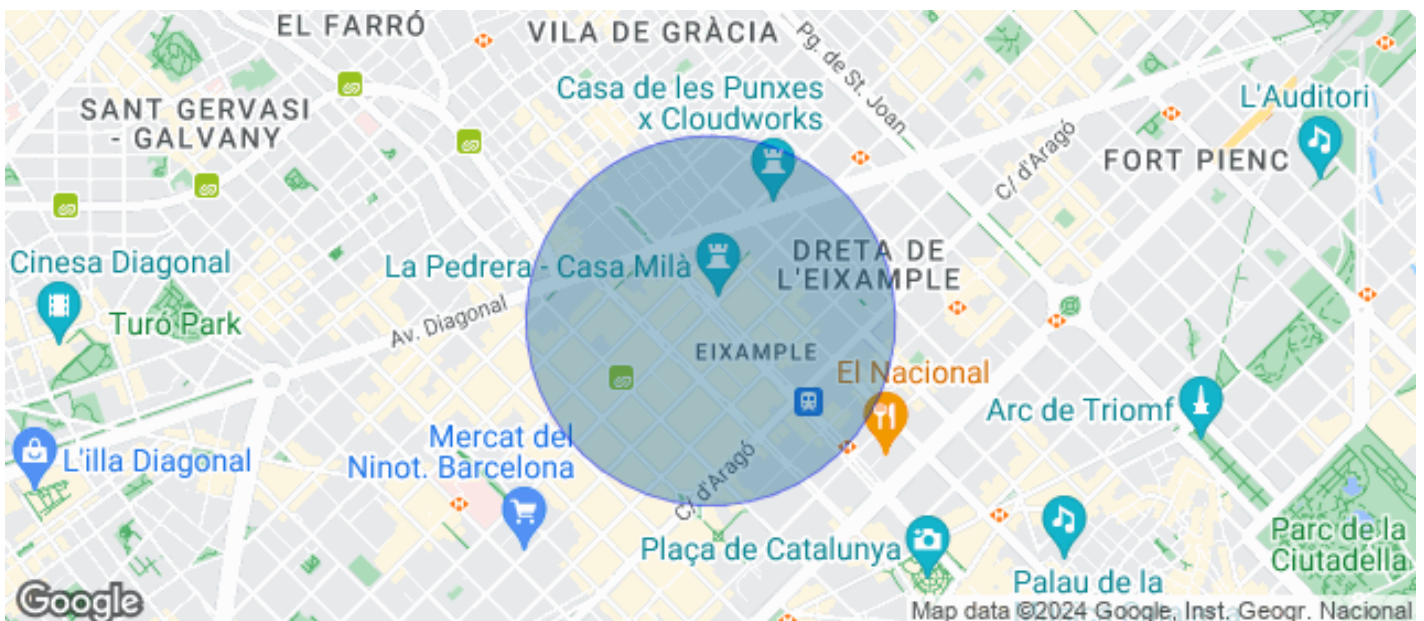 EL FARRÓ
VILA DE GRÀCIA
Pg. de St. Joan
Casa de les Punxes
x Cloudworks
L'Auditori
SANT GERVASI
- GALVANY
FORT PIENC
C/ d'Aragó
Cinesa Diagonal
La Pedrera - Casa Milà
DRETA DE
L'EIXAMPLE
Turó Park
Av. Diagonal
EIXAMPLE
El Nacional
Arc de Triomf
Mercat del
Ninot. Barcelona
L'illa Diagonal
C/ d'Aragó
Plaça de Catalunya
Parc de la
Ciutadella
Palau de la
Google
Map data ©2024 Google, Inst. Geogr. Nacional